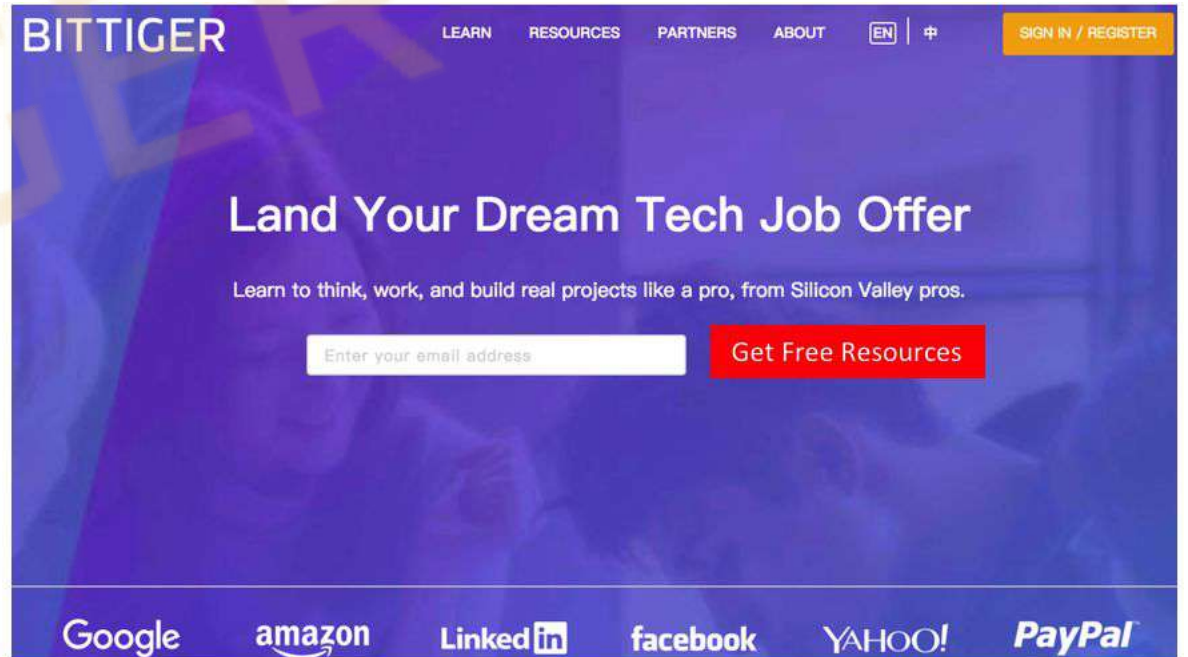 BITTIGER
LEARN RESOURCES PARTNERS ABOUT EN | 中 SIGN IN / REGISTER
Land Your Dream Tech Job Offer
Learn to think, work, and build real projects like a pro, from Silicon Valley pros.
Enter your email address Get Free Resources
Google amazon Linked in facebook YAHOO! PayPal